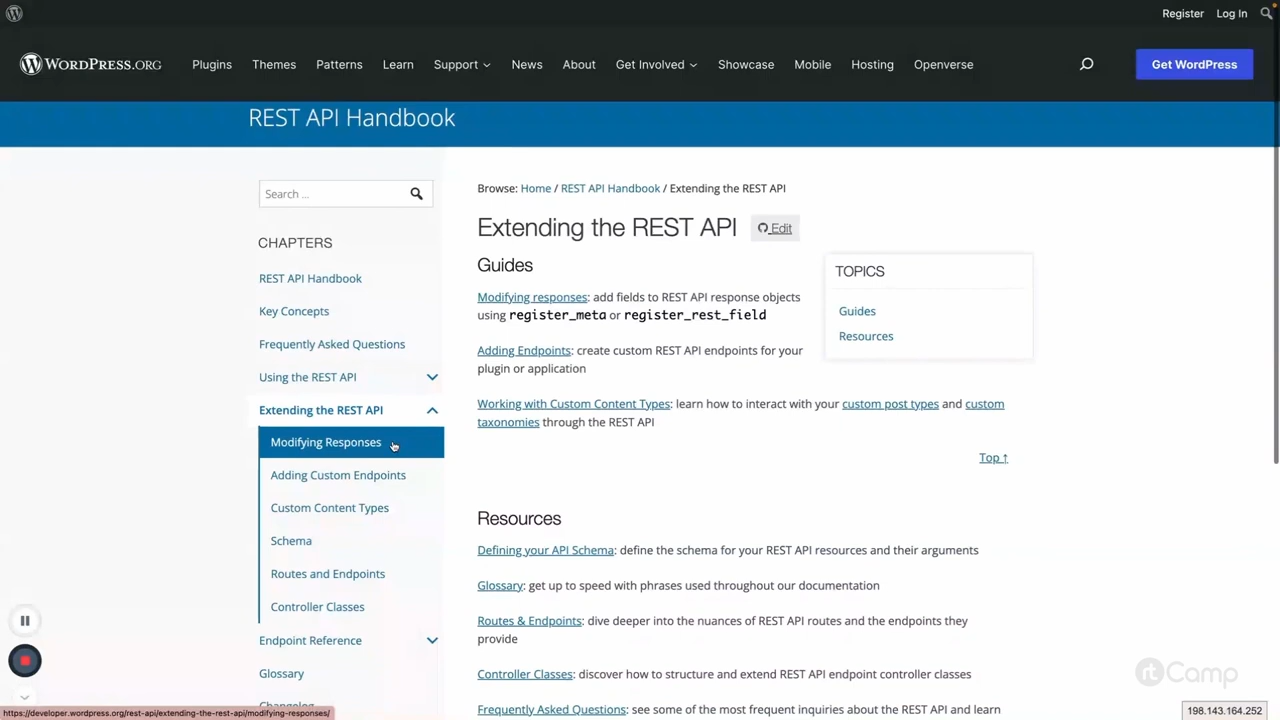 Register Log In
WORDPRESS.ORG Plugins Themes Patterns Learn Support News About Get Involved Showcase Mobile Hosting Openverse Get WordPress
REST API Handbook
Search ...
CHAPTERS
REST API Handbook
Key Concepts
Frequently Asked Questions
Using the REST API
Extending the REST API
Modifying Responses
Adding Custom Endpoints
Custom Content Types
Schema
Routes and Endpoints
Controller Classes
Endpoint Reference
Glossary
Changelog
Browse: Home / REST API Handbook / Extending the REST API
Extending the REST API Edit
Guides
Modifying responses: add fields to REST API response objects
using register_meta or register_rest_field
Adding Endpoints: create custom REST API endpoints for your
plugin or application
Working with Custom Content Types: learn how to interact with your custom post types and custom
taxonomies through the REST API
Top ↑
TOPICS
Guides
Resources
Resources
Defining your API Schema: define the schema for your REST API resources and their arguments
Glossary: get up to speed with phrases used throughout our documentation
Routes & Endpoints: dive deeper into the nuances of REST API routes and the endpoints they
provide
Controller Classes: discover how to structure and extend REST API endpoint controller classes
Frequently Asked Questions: see some of the most frequent inquiries about the REST API and learn
rtCamp
https://developer.wordpress.org/rest-api/extending-the-rest-api/modifying-responses/
198.143.164.252